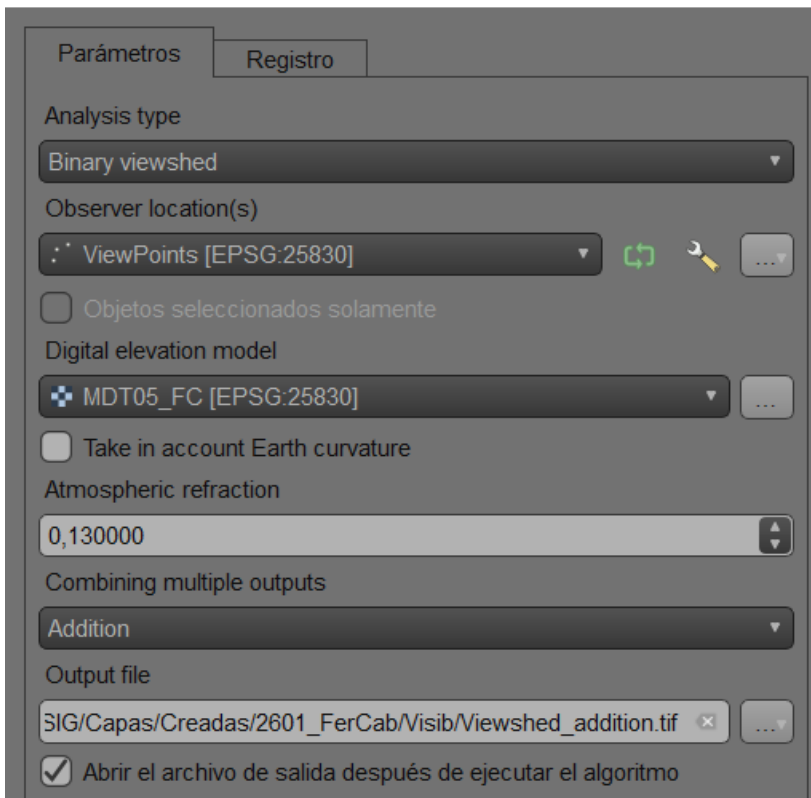 Parámetros
Registro
Analysis type
Binary viewshed
Observer location(s)
ViewPoints [EPSG:25830]
...
Objetos seleccionados solamente
Digital elevation model
MDT05_FC [EPSG:25830]
...
Take in account Earth curvature
Atmospheric refraction
0,130000
Combining multiple outputs
Addition
Output file
SIG/Capas/Creadas/2601_FerCab/Visib/Viewshed_addition.tif
...
Abrir el archivo de salida después de ejecutar el algoritmo